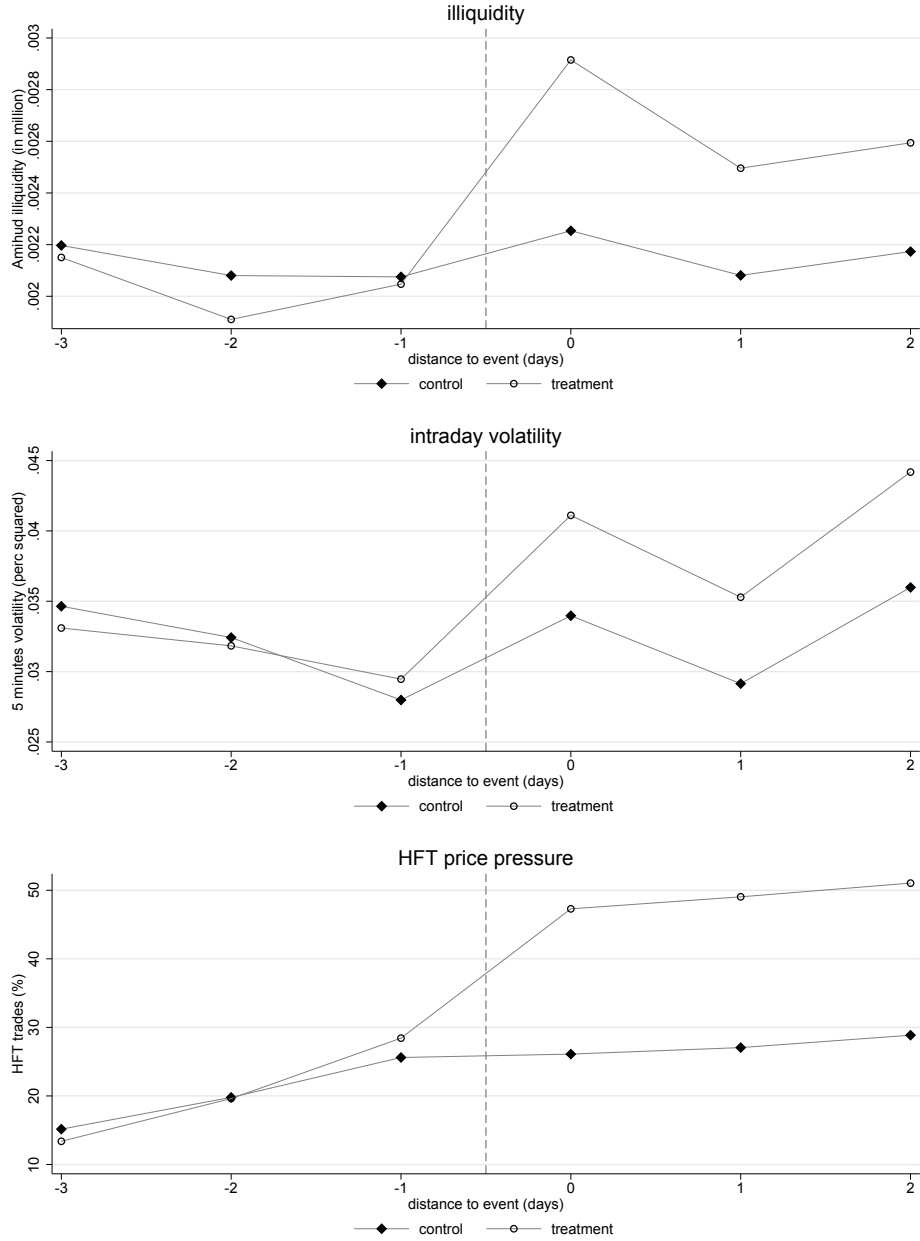 illiquidity
Amihud illiquidity (in million)
.003
.0028
.0026
.0024
.0022
.002
-3 -2 -1 0 1 2
distance to event (days)
control treatment
intraday volatility
5 minutes volatility (perc squared)
.045
.04
.035
.03
.025
-3 -2 -1 0 1 2
distance to event (days)
control treatment
HFT price pressure
HFT trades (%)
50
40
30
20
10
-3 -2 -1 0 1 2
distance to event (days)
control treatment